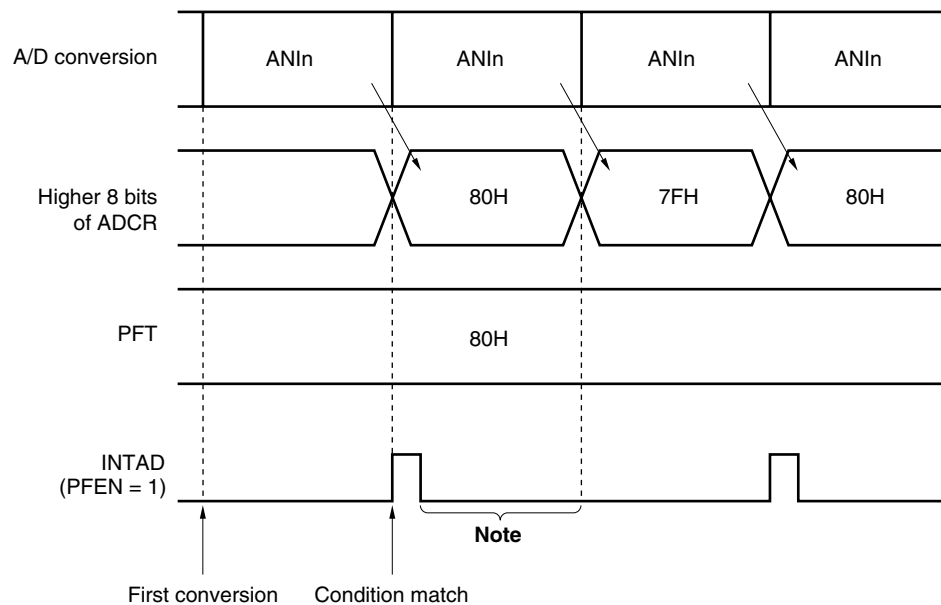 A/D conversion
ANIn
ANIn
ANIn
ANIn
Higher 8 bits
of ADCR
80H
7FH
80H
PFT
80H
INTAD
(PFEN = 1)
Note
First conversion
Condition match